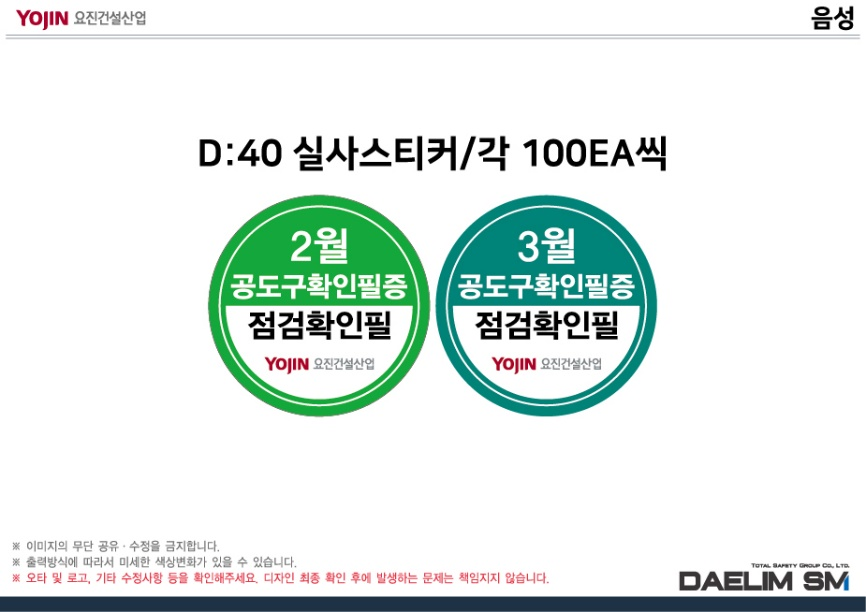 YOJIN 요진건설산업
음성
D:40 실사스티커/각 100EA씩
2월
공도구확인필증
점검확인필
YOJIN 요진건설산업
3월
공도구확인필증
점검확인필
YOJIN 요진건설산업
※ 이미지의 무단 공유 · 수정을 금지합니다.
※ 출력방식에 따라서 미세한 색상변화가 있을 수 있습니다.
※ 오타 및 로고, 기타 수정사항 등을 확인해주세요. 디자인 최종 확인 후에 발생하는 문제는 책임지지 않습니다.
TOTAL SAFETY GROUP CO., LTD.
DAELIM SM